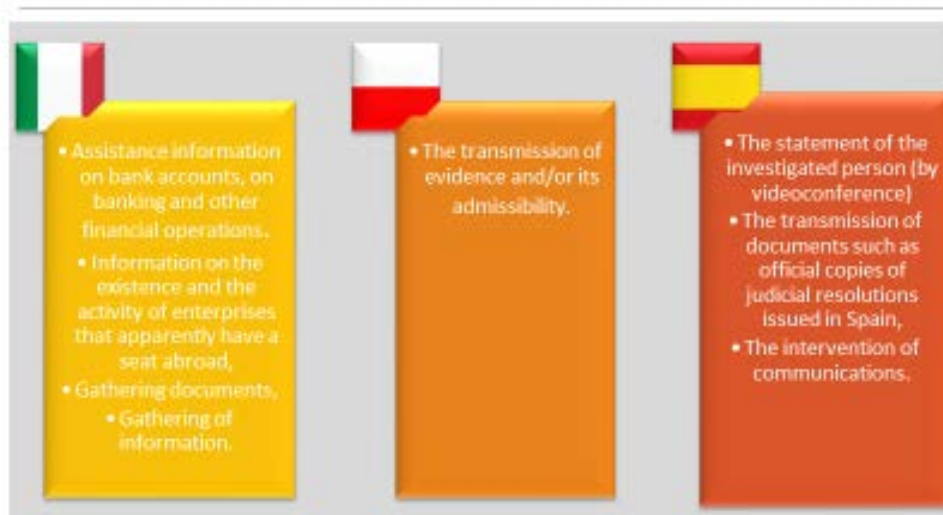 • Assistance information
on bank accounts, on
banking and other
financial operations.
• Information on the
existence and the
activity of enterprises
that apparently have a
seat abroad,
• Gathering documents,
• Gathering of
information.
• The transmission of
evidence and/or its
admissibility.
• The statement of the
investigated person (by
videoconference)
• The transmission of
documents such as
official copies of
judicial resolutions
issued in Spain,
• The intervention of
communications.